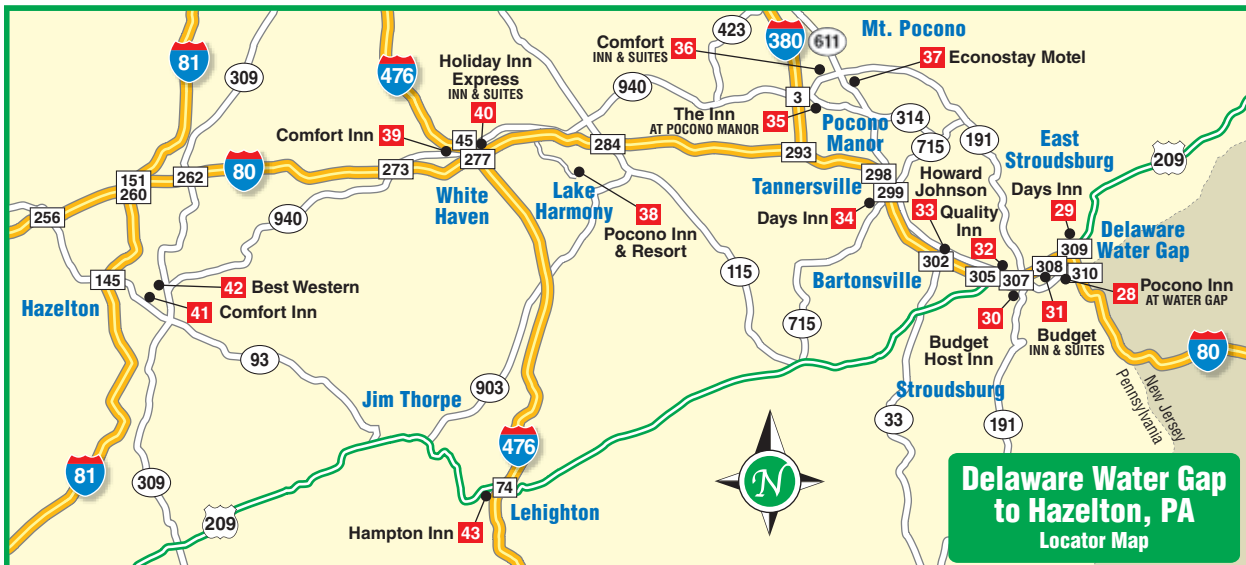 81
309
476
Holiday Inn
Express
INN & SUITES
40
Comfort Inn
39
45
277
940
Comfort
INN & SUITES
36
423
380
611
Mt. Pocono
37
Econostay Motel
The Inn
AT POCONO MANOR
35
3
314
Pocono
Manor
715
191
East
Stroudsburg
209
151
260
262
80
273
White
Haven
284
Lake
Harmony
38
Pocono Inn
& Resort
293
298
299
Tannersville
Days Inn
34
Howard
Johnson
33
Quality
Inn
32
Days Inn
29
Delaware
Water Gap
256
940
145
42
Best Western
41
Comfort Inn
Hazelton
115
715
Bartonsville
302
305
307
308
309
310
28
Pocono Inn
AT WATER GAP
30
Budget
Host Inn
31
Budget
INN & SUITES
80
New Jersey
Pennsylvania
93
Jim Thorpe
903
Stroudsburg
33
191
81
309
209
476
74
Lehighton
Hampton Inn
43
N
Delaware Water Gap
to Hazelton, PA
Locator Map